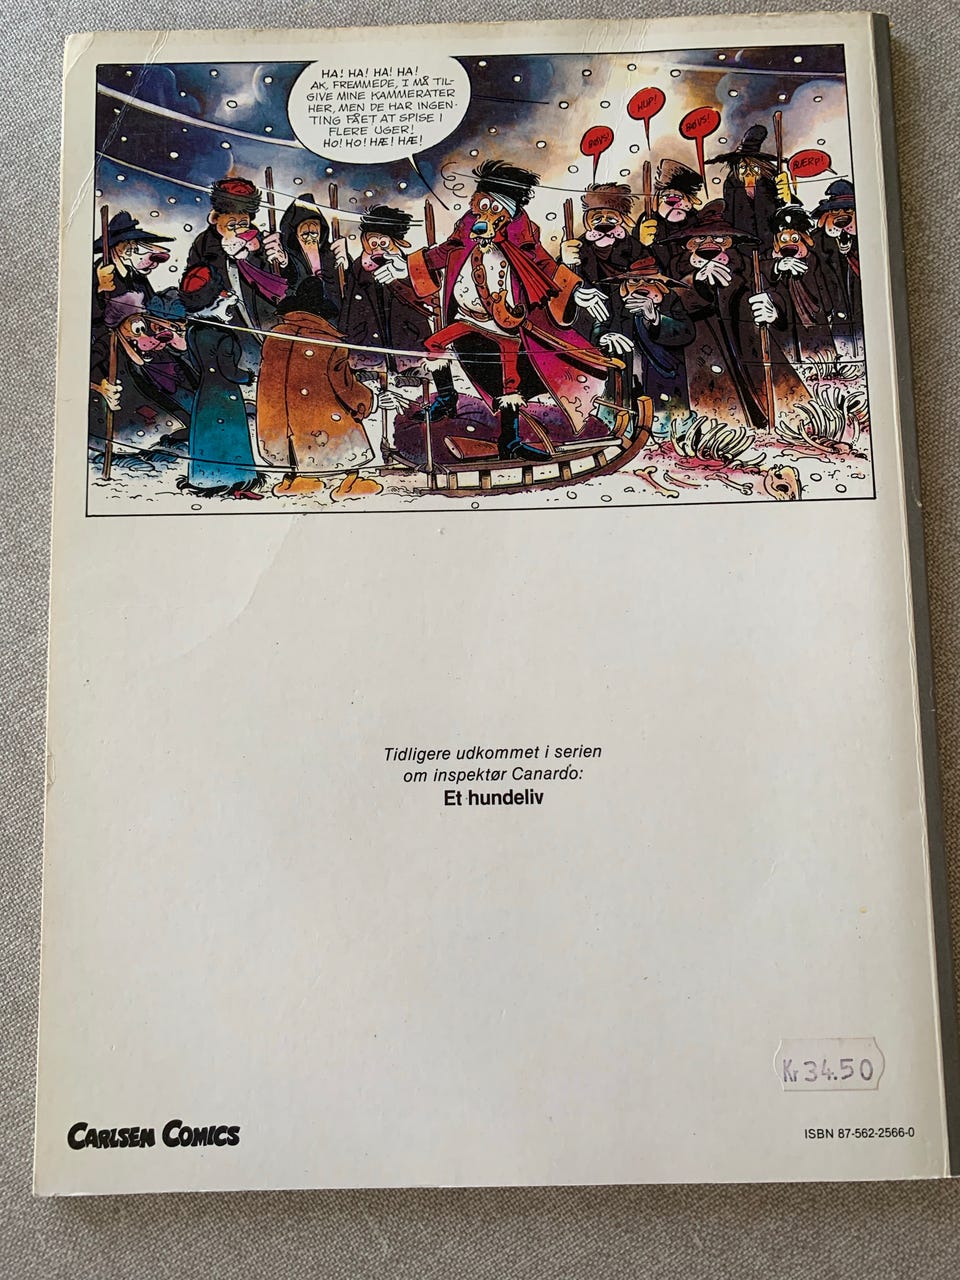 HA! HA! HA! HA!
AK, FREMMEDE, I MÅ TIL-
GIVE MINE KAMMERATER
HER, MEN DE HAR INGEN-
TING FÅET AT SPISE I
FLERE UGER!
HO! HO! HÆ! HÆ!
BØVS!
HUP!
BØVS!
BÆRP!
Tidligere udkommet i serien
om inspektør Canardo:
Et hundeliv
Kr 34.50
CARLSEN COMICS
ISBN 87-562-2566-0